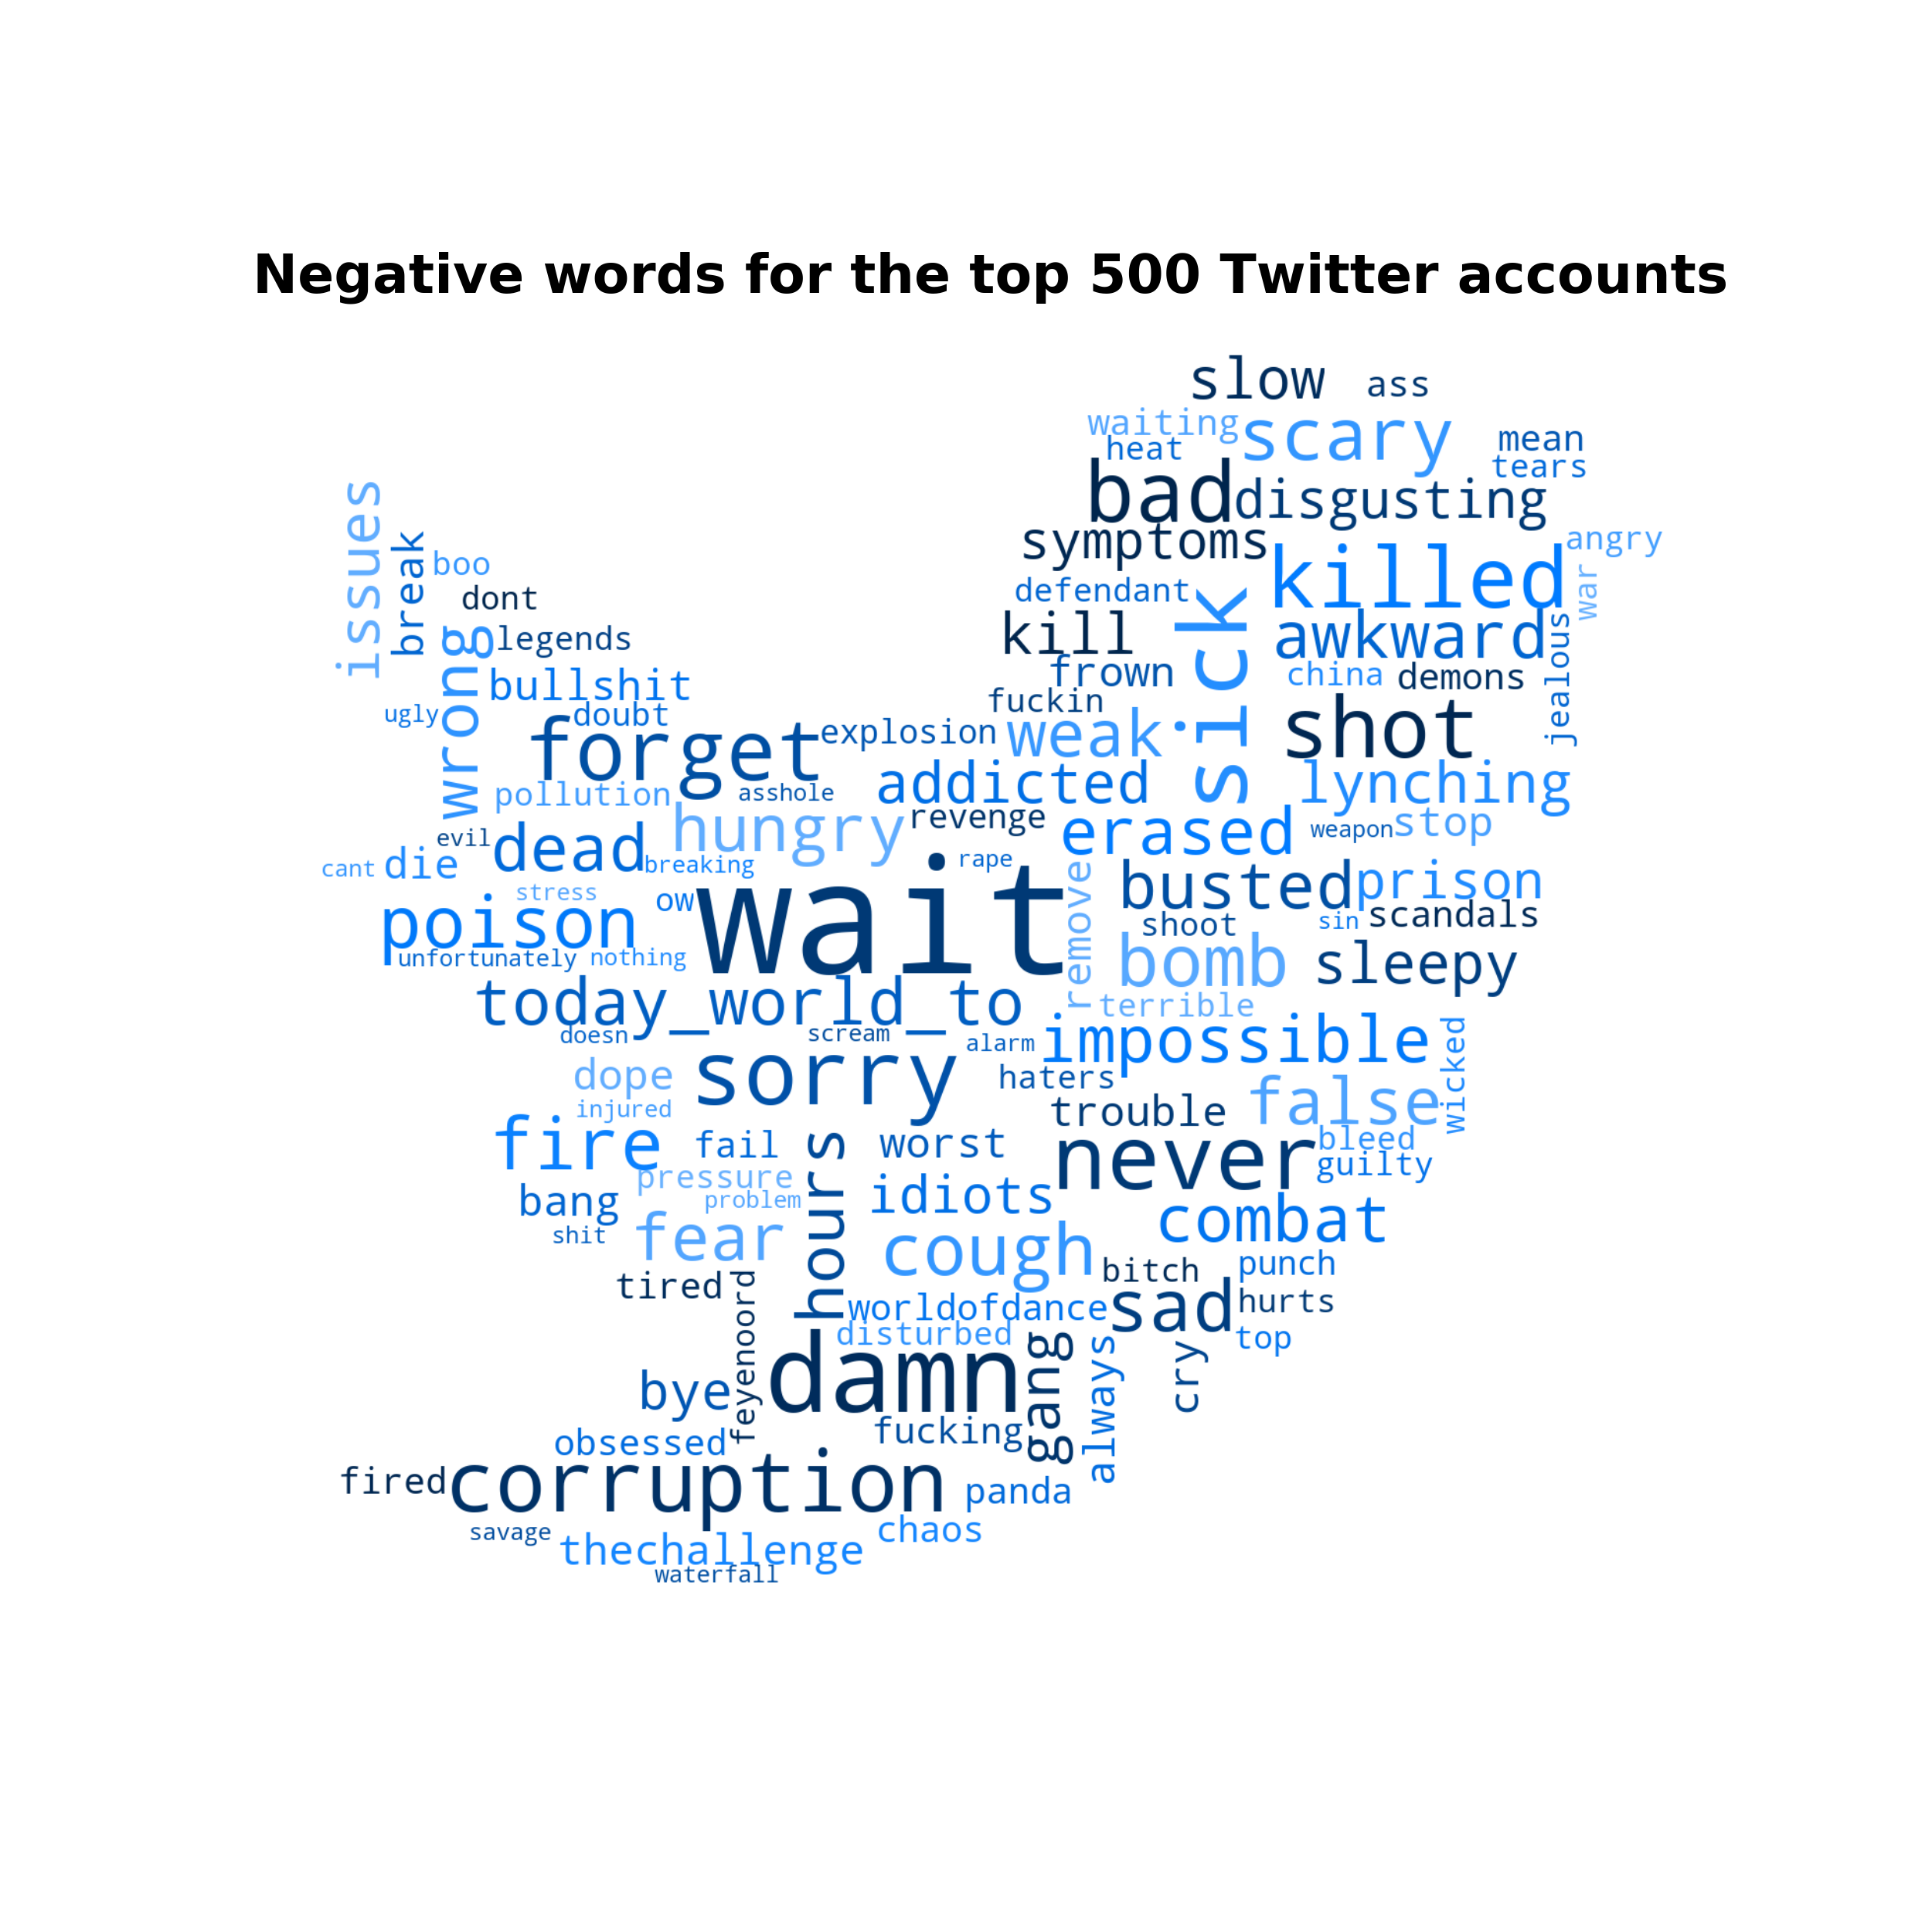 Negative words for the top 500 Twitter accounts
slow
ass
waiting
scary
heat
mean
tears
bad
disgusting
issues
break
symptoms
angry
boo
killed
war
dont
defendant
sick
legends
kill
awkward
jealous
wrong
bullshit
frown
china
demons
ugly
doubt
fuckin
forget
explosion
weak
shot
pollution
asshole
addicted
lynching
hungry
revenge
erased
weapon
stop
evil
dead
cant
die
breaking
rape
wait
remove
busted
prison
stress
ow
poison
shoot
sin
scandals
unfortunately
nothing
bomb
sleepy
today_world_to
terrible
doesn
scream
alarm
impossible
wicked
dope
sorry
haters
injured
trouble
false
fire
fail
hours
worst
never
bleed
guilty
pressure
problem
bang
idiots
shit
fear
combat
cough
tired
feyenoord
bitch
punch
worldofdance
sad
hurts
disturbed
top
damn
gang
always
cry
bye
fucking
obsessed
fired
corruption
panda
savage
thechallenge
chaos
waterfall